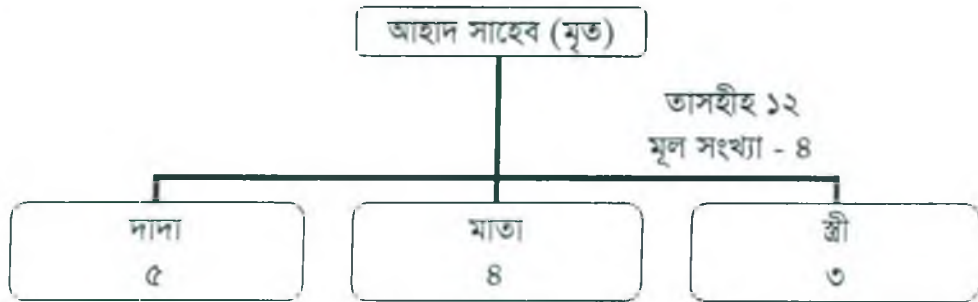 আহাদ সাহেব (মৃত)
তাসহীহ ১২
মূল সংখ্যা - ৪
দাদা
৫
মাতা
৪
স্ত্রী
৩